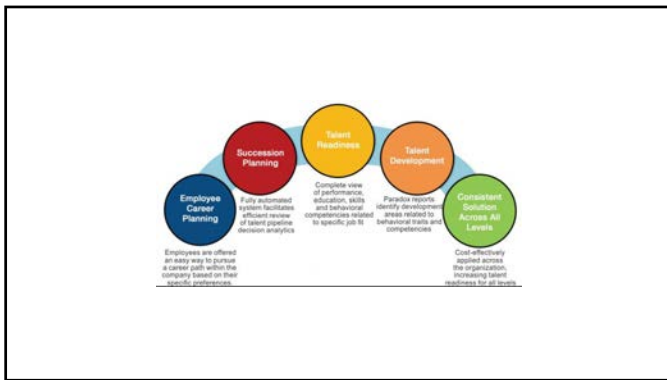 Employee
Career
Planning
Employees are offered
an easy way to pursue
a career path within the
company based on their
specific preferences.
Succession
Planning
Fully automated
system facilitates
efficient review
of talent pipeline
decision analytics
Talent
Readiness
Complete view
of performance,
education, skills
and behavioral
competencies related
to specific job fit
Talent
Development
Paradox reports
identify development
areas related to
behavioral traits and
competencies
Consistent
Solution
Across All
Levels
Cost-effectively
applied across
the organization,
increasing talent
readiness for all levels